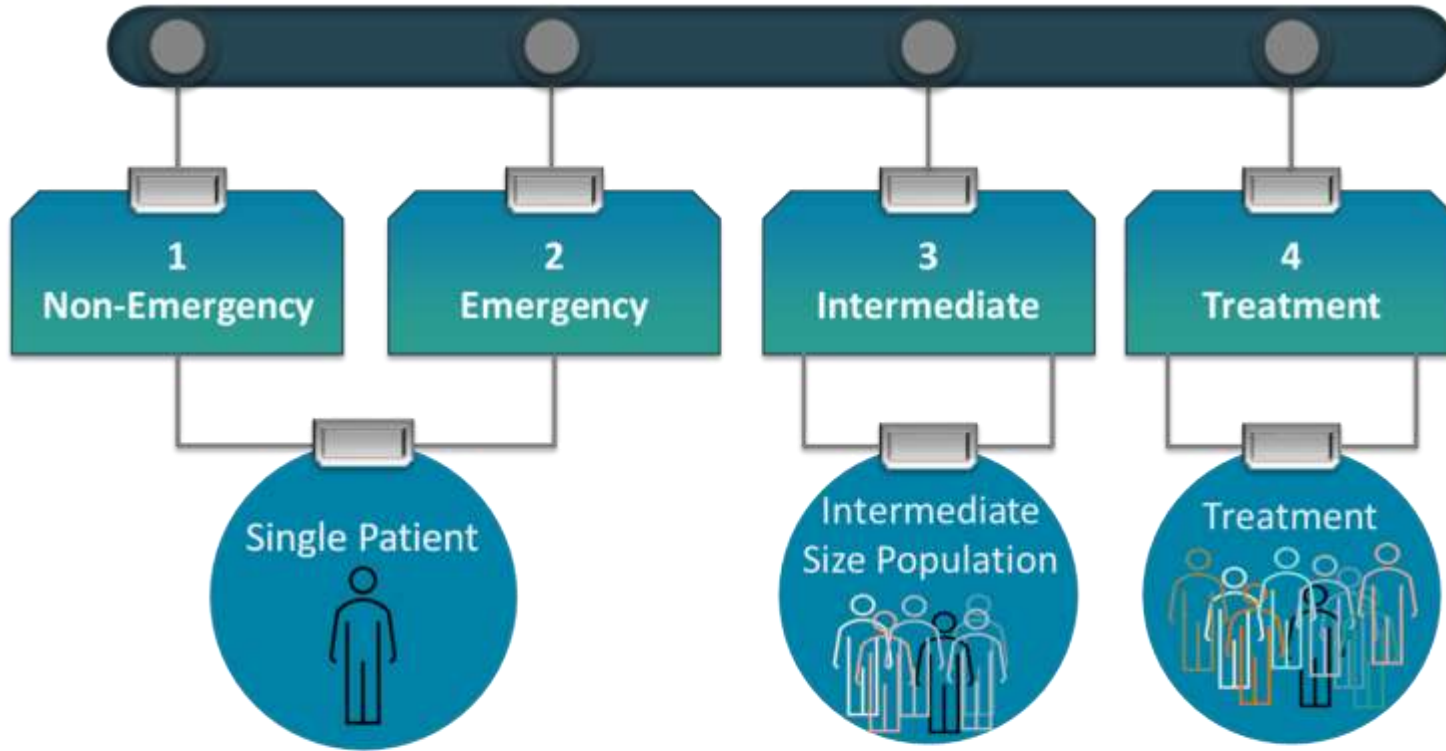 1
Non-Emergency
2
Emergency
3
Intermediate
4
Treatment
Single Patient
Intermediate
Size Population
Treatment